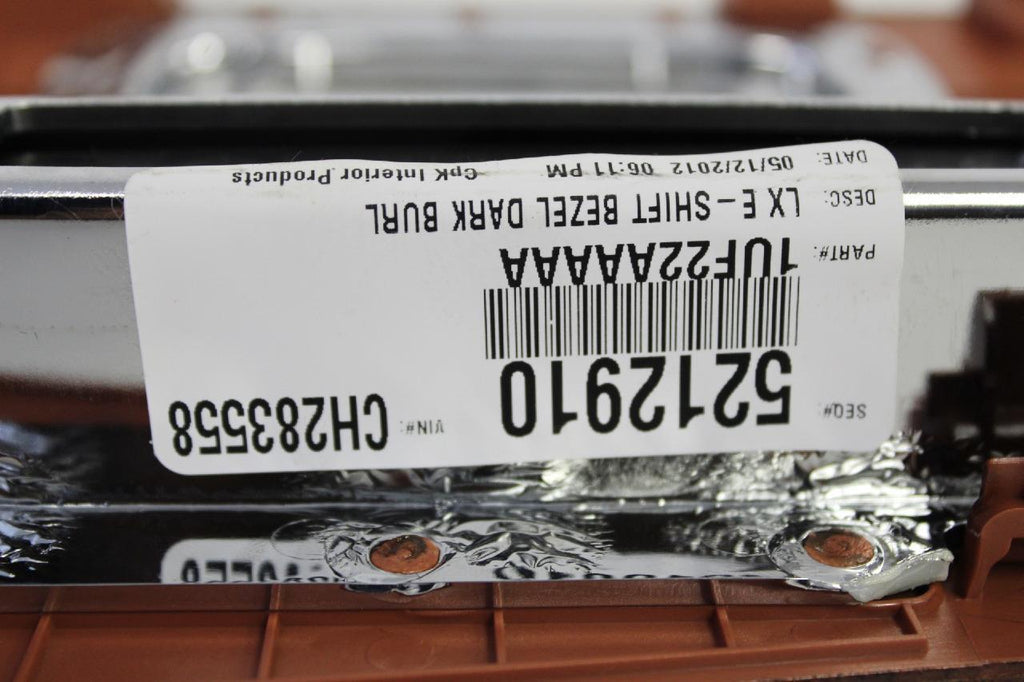 SEQ#: 5212910 VIN#: CH283558
PART#: 1UF22AAAAA
DESC: LX E-SHIFT BEZEL DARK BURL
DATE: 05/12/2012 06:11 PM CpK Interior Products